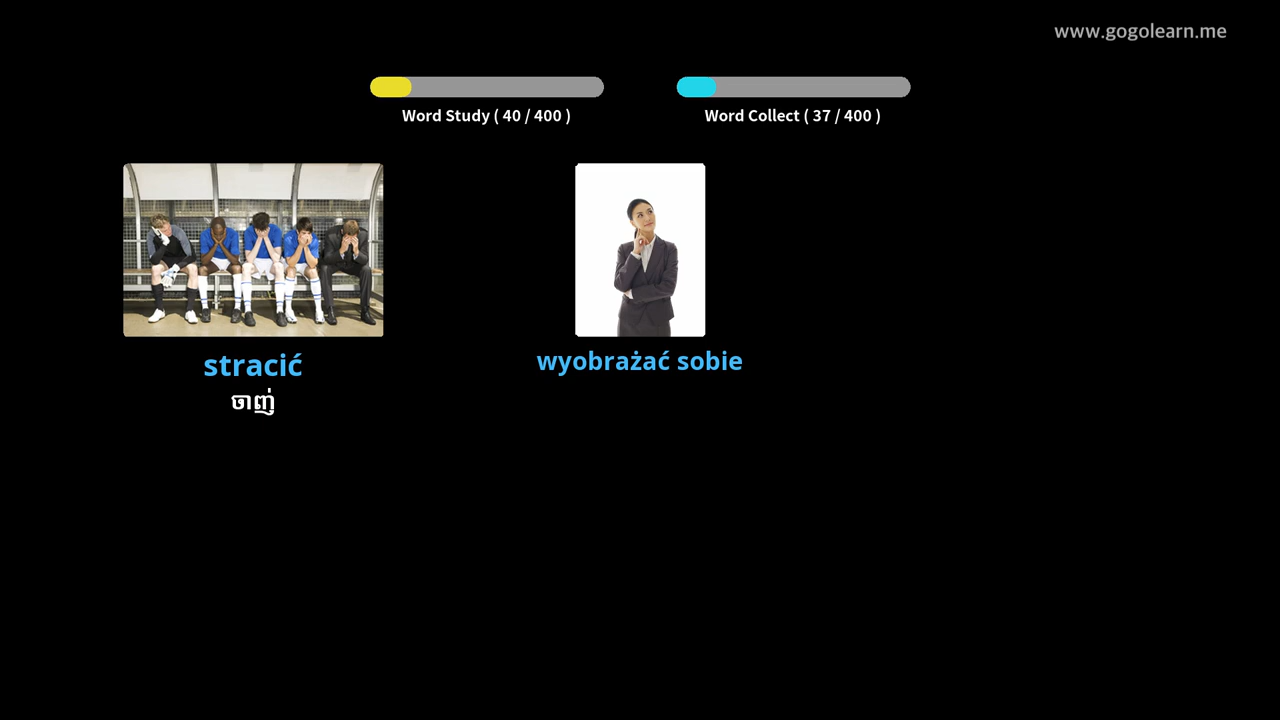 www.gogolearn.me
Word Study ( 40 / 400 )
Word Collect ( 37 / 400 )
stracić
ចាញ់
wyobrażać sobie